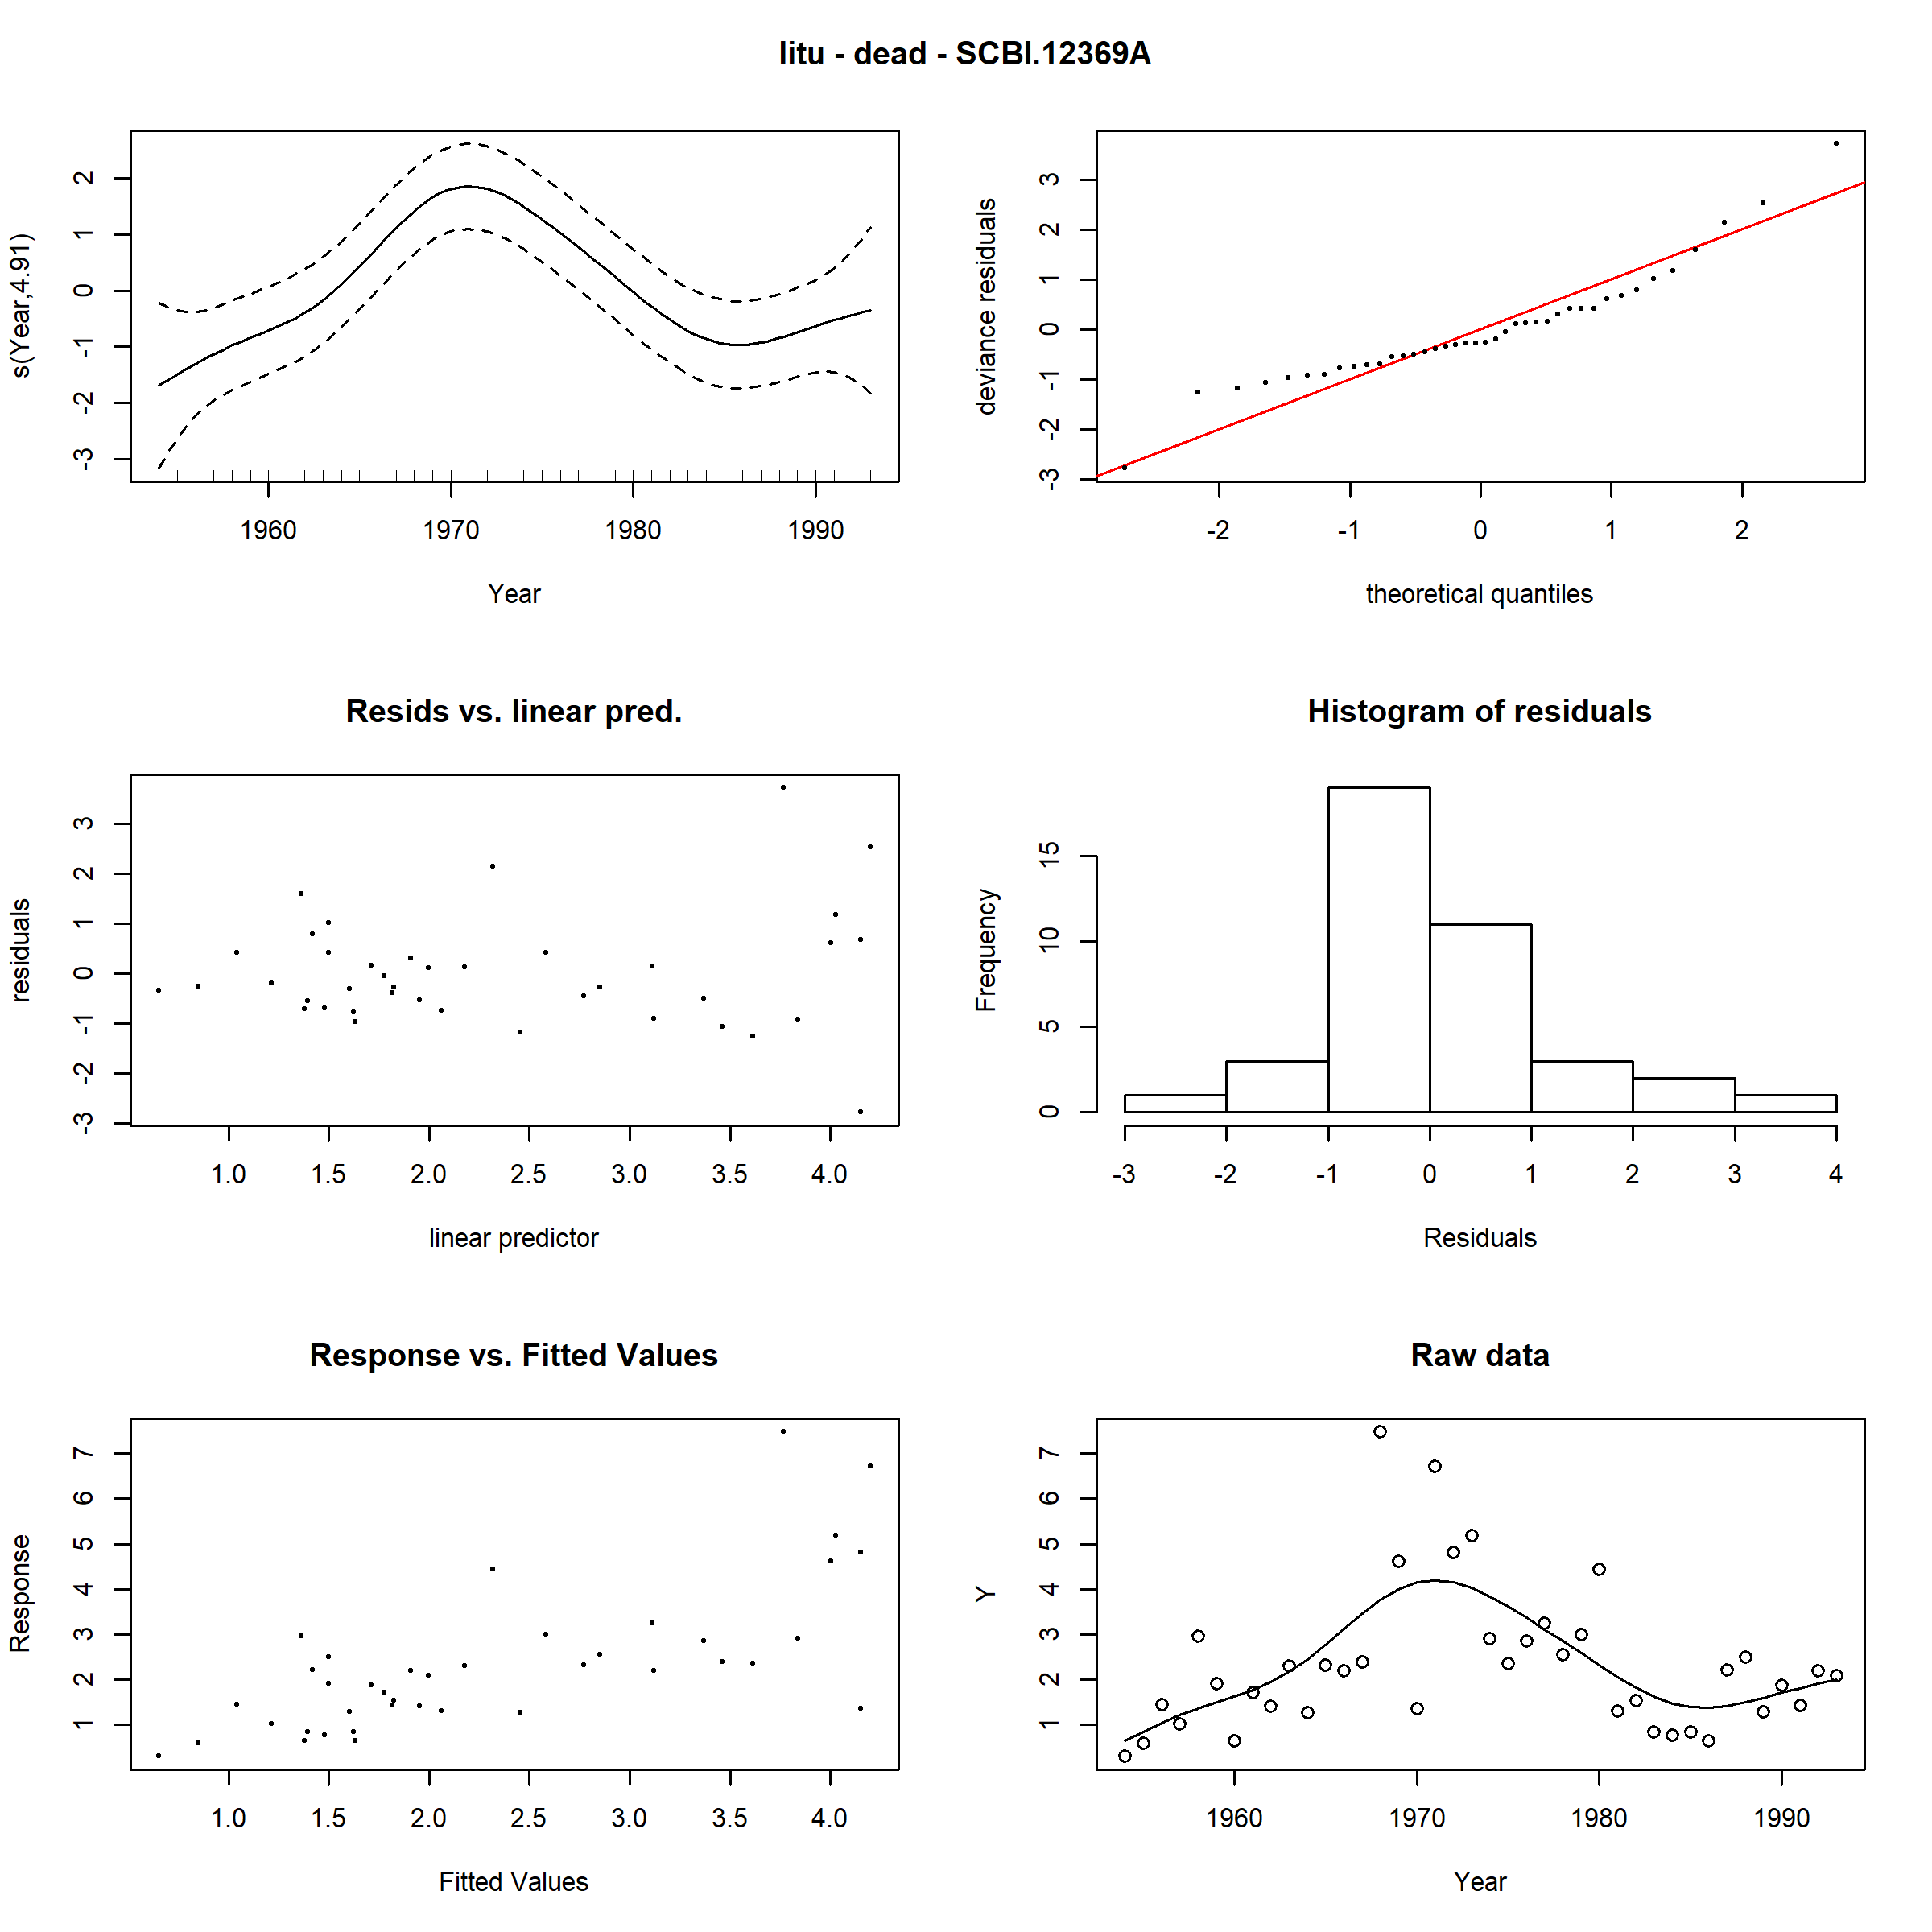 litu - dead - SCBI.12369A
s(Year,4.91)
2
1
0
-1
-2
-3
1960 1970 1980 1990
Year
deviance residuals
3
2
1
0
-1
-2
-3
-2 -1 0 1 2
theoretical quantiles
Resids vs. linear pred.
residuals
3
2
1
0
-1
-2
-3
1.0 1.5 2.0 2.5 3.0 3.5 4.0
linear predictor
Histogram of residuals
Frequency
15
10
5
0
-3 -2 -1 0 1 2 3 4
Residuals
Response vs. Fitted Values
Response
7
6
5
4
3
2
1
1.0 1.5 2.0 2.5 3.0 3.5 4.0
Fitted Values
Raw data
Y
7
6
5
4
3
2
1
1960 1970 1980 1990
Year